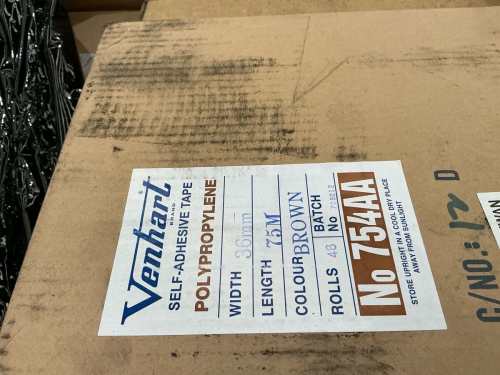 Venhart
BRAND
SELF-ADHESIVE TAPE
POLYPROPYLENE
WIDTH 36mm
LENGTH 75M
COLOUR BROWN
ROLLS 48 BATCH No
No 754AA
STORE UPRIGHT IN A COOL DRY PLACE
AWAY FROM SUNLIGHT
C/NO.: 12 D